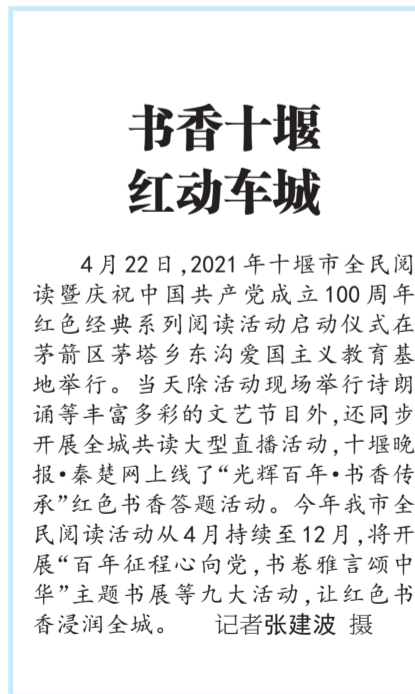 书香十堰
红动车城
4月22日,2021年十堰市全民阅
读暨庆祝中国共产党成立100周年
红色经典系列阅读活动启动仪式在
茅箭区茅塔乡东沟爱国主义教育基
地举行。当天除活动现场举行诗朗
诵等丰富多彩的文艺节目外,还同步
开展全城共读大型直播活动,十堰晚
报·秦楚网上线了“光辉百年·书香传
承”红色书香答题活动。今年我市全
民阅读活动从4月持续至12月,将开
展“百年征程心向党,书卷雅言颂中
华”主题书展等九大活动,让红色书
香浸润全城。 记者张建波 摄